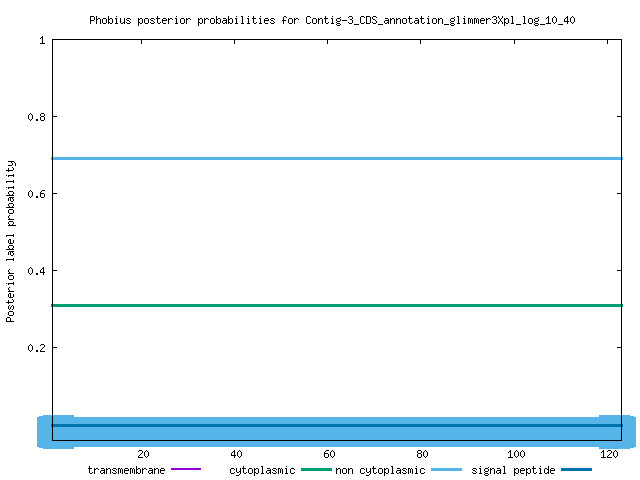 Phobius posterior probabilities for Contig-3_CDS_annotation_glimmer3Xpl_log_10_40
1
0.8
0.6
0.4
0.2
Posterior label probability
20 40 60 80 100 120
transmembrane cytoplasmic non cytoplasmic signal peptide